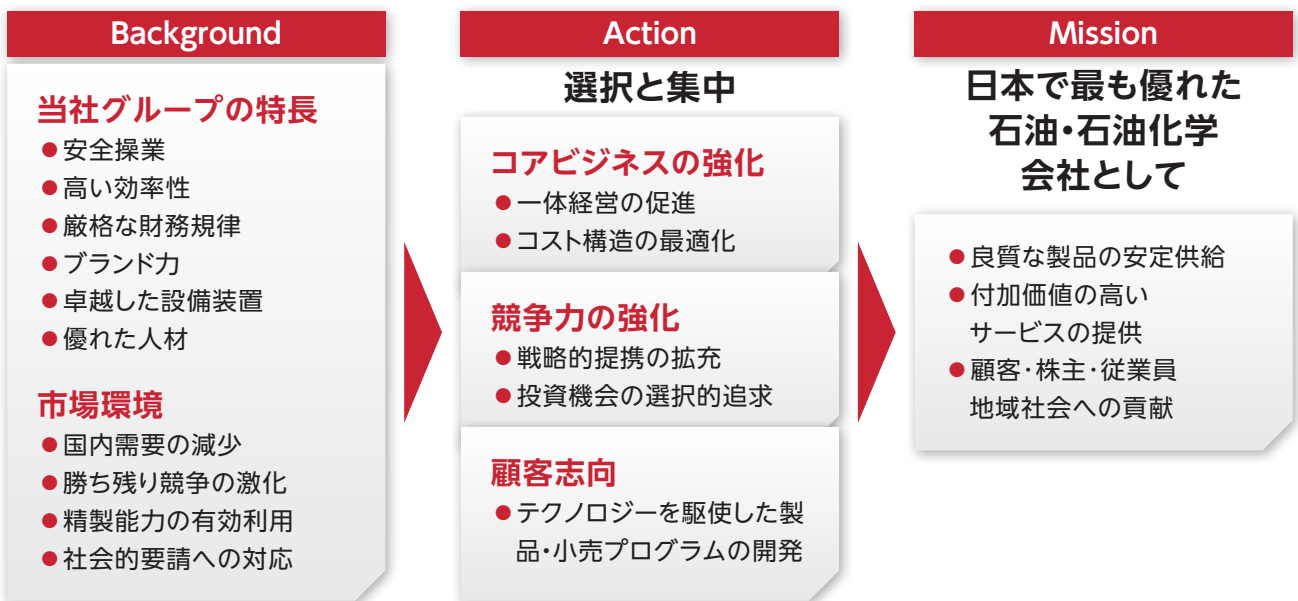 Background
当社グループの特長
●安全操業
●高い効率性
●厳格な財務規律
●ブランド力
●卓越した設備装置
●優れた人材
市場環境
●国内需要の減少
●勝ち残り競争の激化
●精製能力の有効利用
●社会的要請への対応
Action
選択と集中
コアビジネスの強化
●一体経営の促進
●コスト構造の最適化
競争力の強化
●戦略的提携の拡充
●投資機会の選択的追求
顧客志向
●テクノロジーを駆使した製
品・小売プログラムの開発
Mission
日本で最も優れた
石油・石油化学
会社として
●良質な製品の安定供給
●付加価値の高い
サービスの提供
●顧客・株主・従業員
地域社会への貢献